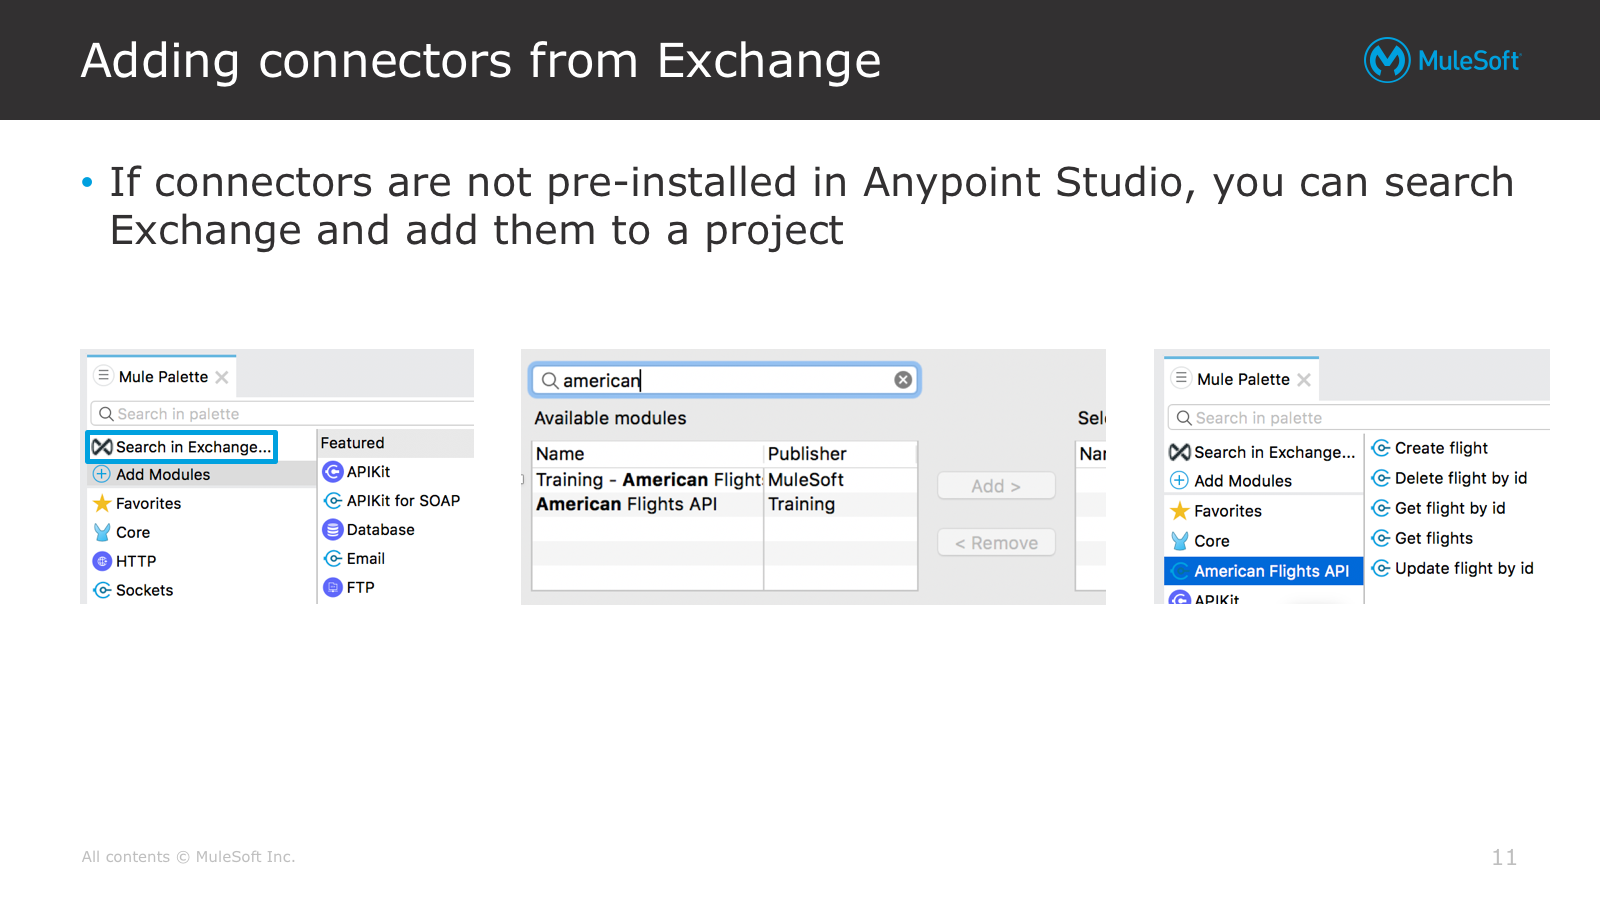 Adding connectors from Exchange
MuleSoft
• If connectors are not pre-installed in Anypoint Studio, you can search
Exchange and add them to a project
Mule Palette
Search in palette
Search in Exchange...
Add Modules
Favorites
Core
HTTP
Sockets
Featured
APIKit
APIKit for SOAP
Database
Email
FTP
american
Available modules
Name Publisher
Training - American Flight MuleSoft
American Flights API Training
Add >
< Remove
Sele
Nar
Mule Palette
Search in palette
Search in Exchange...
Add Modules
Favorites
Core
American Flights API
APIKit
Create flight
Delete flight by id
Get flight by id
Get flights
Update flight by id
All contents © MuleSoft Inc.
11